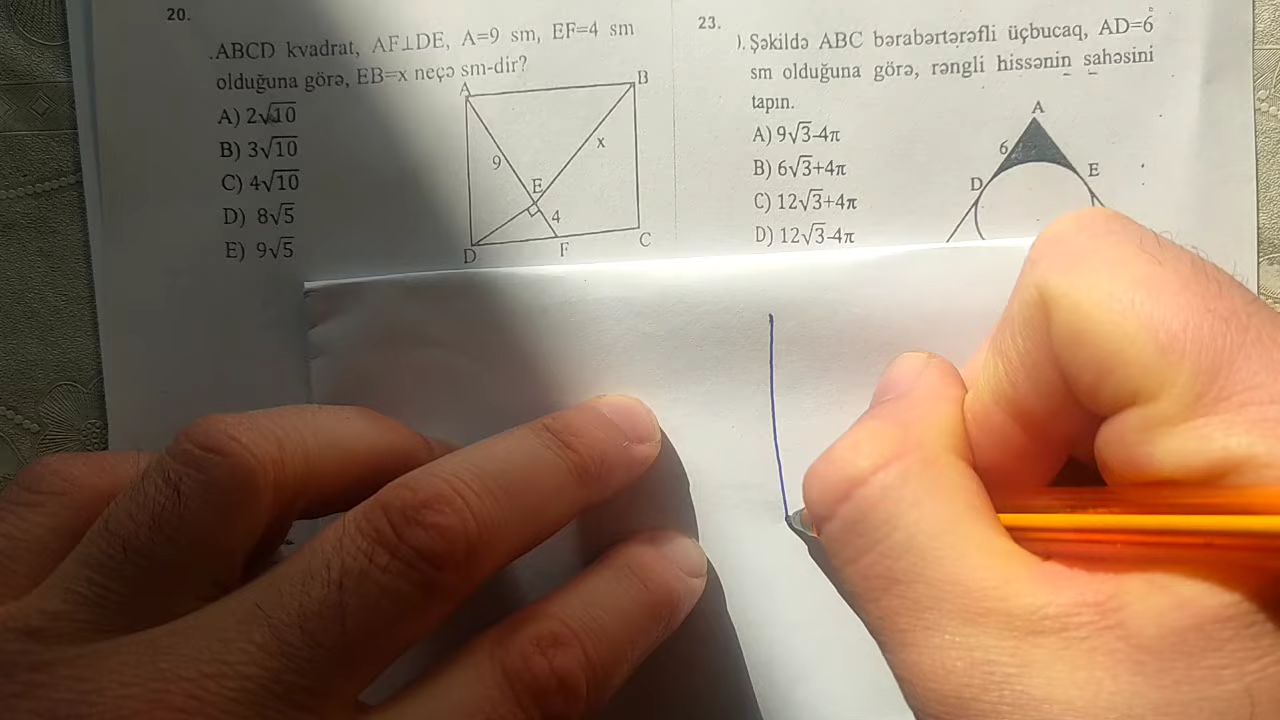 20.
.ABCD kvadrat, AF⊥DE, A=9 sm, EF=4 sm
olduğuna görə, EB=x neçə sm-dir?
A) 2√10
B) 3√10
C) 4√10
D) 8√5
E) 9√5
A
B
9
x
E
4
D
F
C
23.
). Şəkildə ABC bərabərtərəfli üçbucaq, AD=6
sm olduğuna görə, rəngli hissənin sahəsini
tapın.
A) 9√3-4π
B) 6√3+4π
C) 12√3+4π
D) 12√3-4π
A
6
D
E